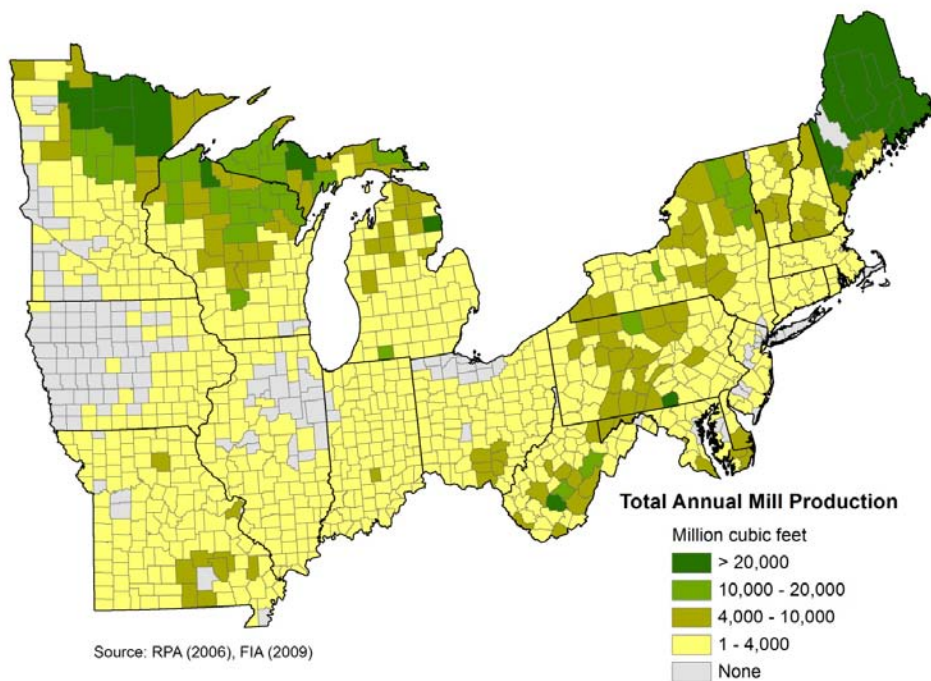 Total Annual Mill Production
Million cubic feet
> 20,000
10,000 - 20,000
4,000 - 10,000
1 - 4,000
None
Source: RPA (2006), FIA (2009)